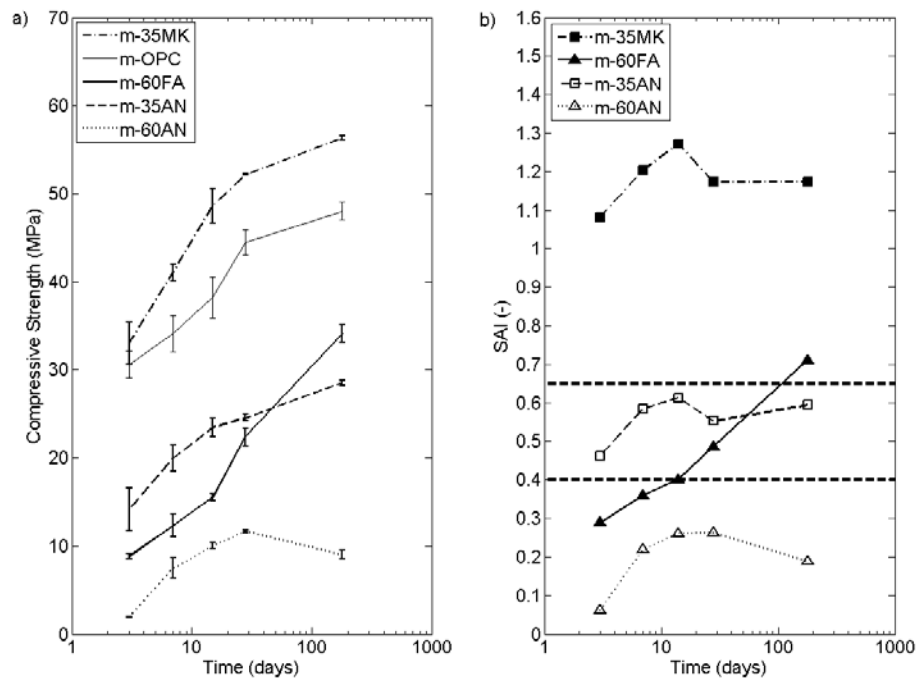 a)
m-35MK
m-OPC
m-60FA
m-35AN
m-60AN
Compressive Strength (MPa)
70
60
50
40
30
20
10
0
1
10
100
1000
Time (days)
b)
m-35MK
m-60FA
m-35AN
m-60AN
SAI (-)
1.6
1.5
1.4
1.3
1.2
1.1
1
0.9
0.8
0.7
0.6
0.5
0.4
0.3
0.2
0.1
0
1
10
100
1000
Time (days)